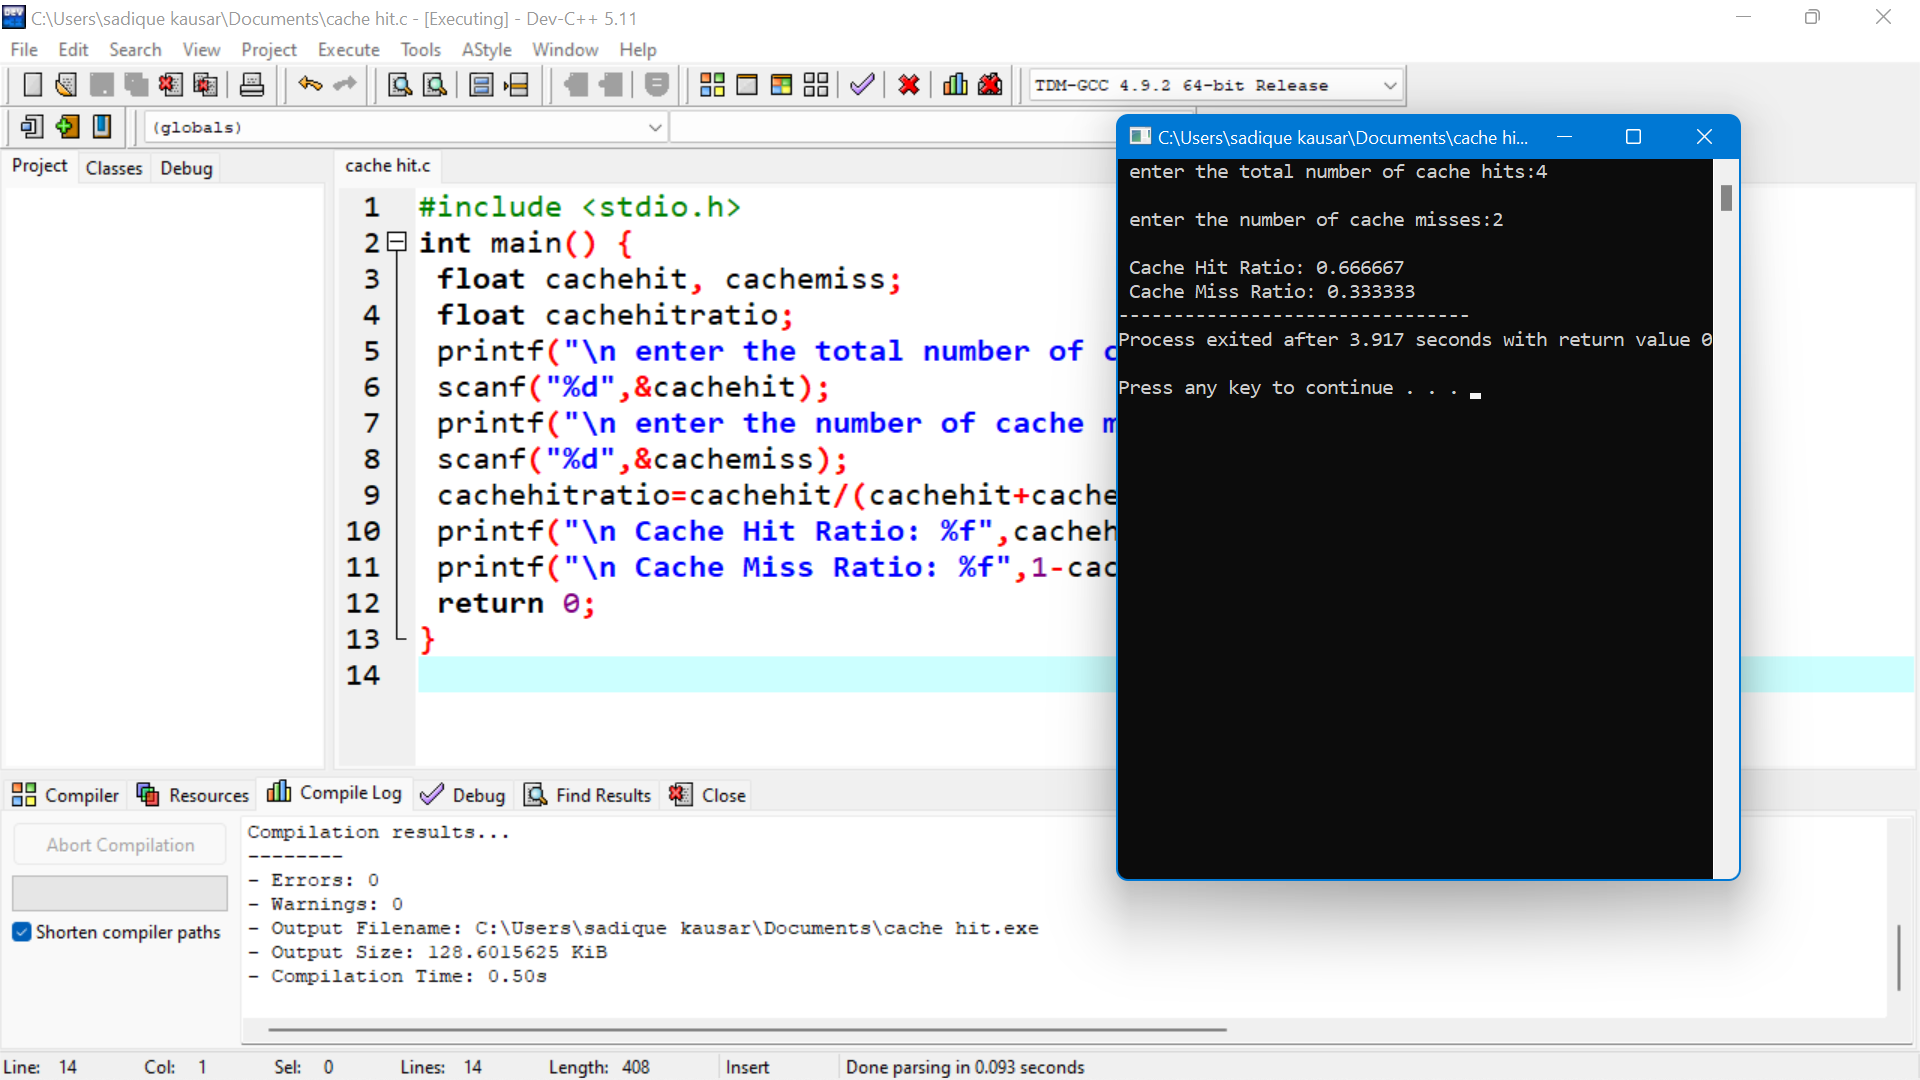 C:\Users\sadique kausar\Documents\cache hit.c - [Executing] - Dev-C++ 5.11
File Edit Search View Project Execute Tools AStyle Window Help
TDM-GCC 4.9.2 64-bit Release
(globals)
Project Classes Debug
cache hit.c
1 #include <stdio.h>
2 int main() {
3 float cachehit, cachemiss;
4 float cachehitratio;
5 printf("\n enter the total number of c
6 scanf("%d",&cachehit);
7 printf("\n enter the number of cache m
8 scanf("%d",&cachemiss);
9 cachehitratio=cachehit/(cachehit+cache
10 printf("\n Cache Hit Ratio: %f",cacheh
11 printf("\n Cache Miss Ratio: %f",1-cac
12 return 0;
13 }
14
C:\Users\sadique kausar\Documents\cache hi...
enter the total number of cache hits:4
enter the number of cache misses:2
Cache Hit Ratio: 0.666667
Cache Miss Ratio: 0.333333
--------------------------------
Process exited after 3.917 seconds with return value 0
Press any key to continue . . .
Compiler Resources Compile Log Debug Find Results Close
Abort Compilation
Shorten compiler paths
Compilation results...
--------
- Errors: 0
- Warnings: 0
- Output Filename: C:\Users\sadique kausar\Documents\cache hit.exe
- Output Size: 128.6015625 KiB
- Compilation Time: 0.50s
Line: 14 Col: 1 Sel: 0 Lines: 14 Length: 408 Insert Done parsing in 0.093 seconds